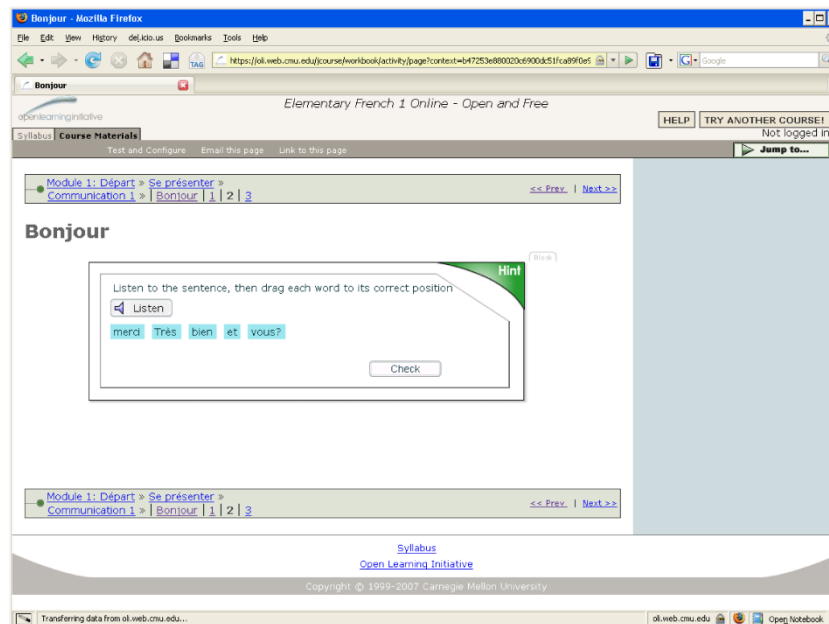 Bonjour - Mozilla Firefox
File Edit View History del.icio.us Bookmarks Tools Help
TAG https://oli.web.cmu.edu/jcourse/workbook/activity/page?context=b47253e880020c6900dc51fca89f0e9 G Google
Bonjour
openlearninginitiative
Elementary French 1 Online - Open and Free
HELP TRY ANOTHER COURSE!
Not logged in
Syllabus Course Materials
Test and Configure Email this page Link to this page Jump to...
Module 1: Départ » Se présenter »
Communication 1 » | Bonjour | 1 | 2 | 3 << Prev | Next >>
Bonjour
Hint
Listen to the sentence, then drag each word to its correct position
Listen
merci Très bien et vous?
Check
Module 1: Départ » Se présenter »
Communication 1 » | Bonjour | 1 | 2 | 3 << Prev | Next >>
Syllabus
Open Learning Initiative
Copyright © 1999-2007 Carnegie Mellon University
Transferring data from oli.web.cmu.edu... oli.web.cmu.edu Open Notebook